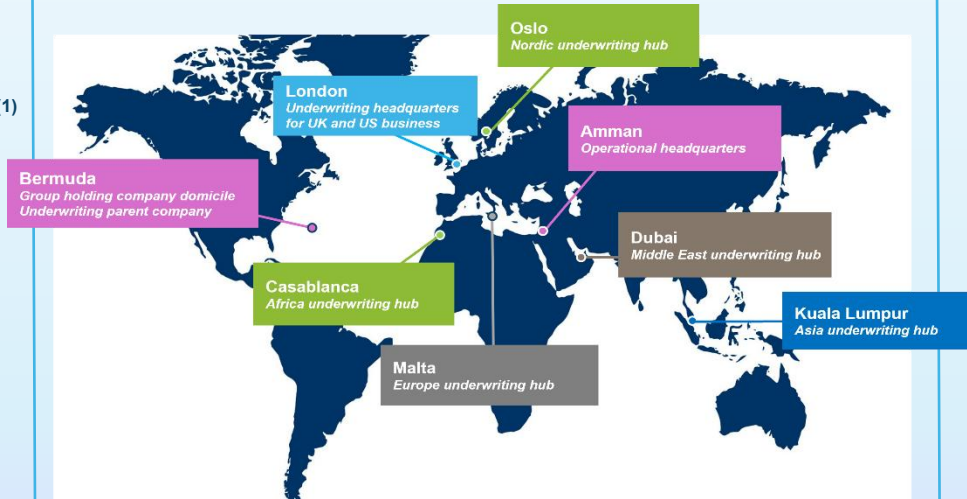 Oslo
Nordic underwriting hub
London
Underwriting headquarters
for UK and US business
1)
Amman
Operational headquarters
Bermuda
Group holding company domicile
Underwriting parent company
Dubai
Middle East underwriting hub
Casablanca
Africa underwriting hub
Kuala Lumpur
Asia underwriting hub
Malta
Europe underwriting hub